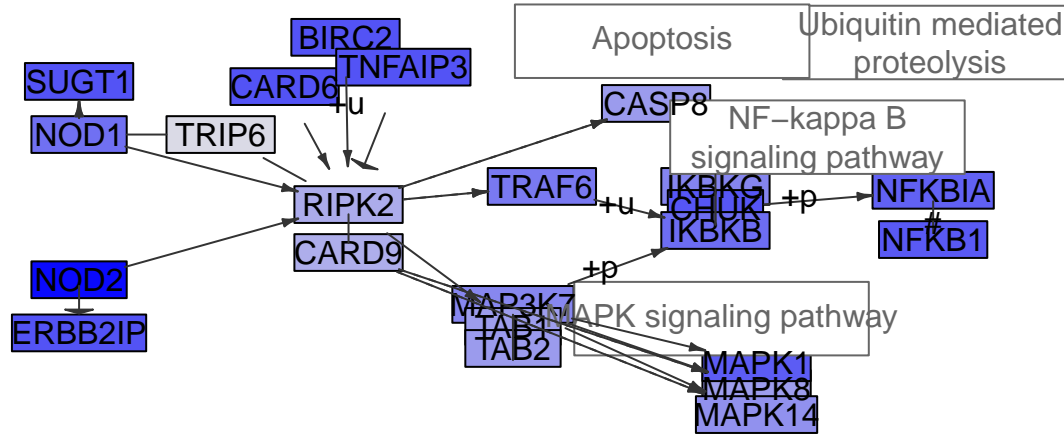 BIRC2
TNFAIP3
CARD6
+u
SUGT1
NOD1
TRIP6
Apoptosis
Ubiquitin mediated
proteolysis
CASP8
NF−kappa B
signaling pathway
RIPK2
TRAF6
+u
IKBKG
CHUK
IKBKB
+p
NFKBIA
#
NFKB1
CARD9
NOD2
ERBB2IP
+p
MAP3K7
TAB1
TAB2
MAPK signaling pathway
MAPK1
MAPK8
MAPK14